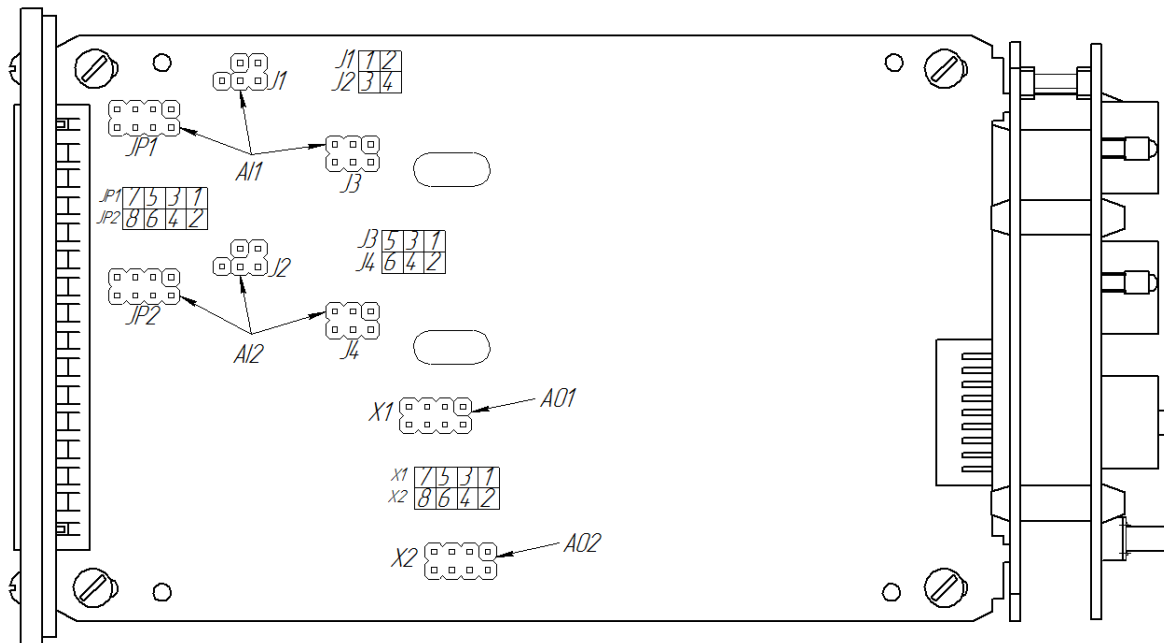 J1 1 2
J2 3 4
J1
JP1
AI1
J3
JP1 7 5 3 1
JP2 8 6 4 2
J3 5 3 1
J4 6 4 2
J2
JP2
AI2
J4
X1
AO1
X1 7 5 3 1
X2 8 6 4 2
X2
AO2